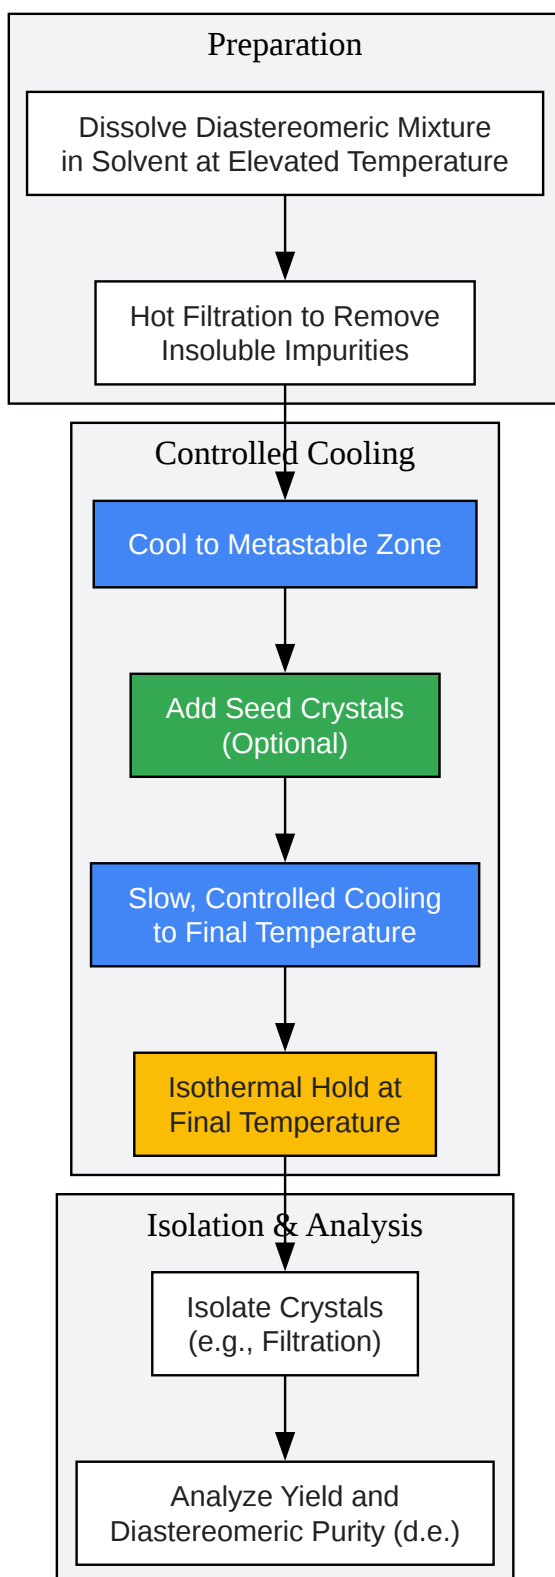 Preparation
Dissolve Diastereomeric Mixture
in Solvent at Elevated Temperature
Hot Filtration to Remove
Insoluble Impurities
Controlled Cooling
Cool to Metastable Zone
Add Seed Crystals
(Optional)
Slow, Controlled Cooling
to Final Temperature
Isothermal Hold at
Final Temperature
Isolation & Analysis
Isolate Crystals
(e.g., Filtration)
Analyze Yield and
Diastereomeric Purity (d.e.)